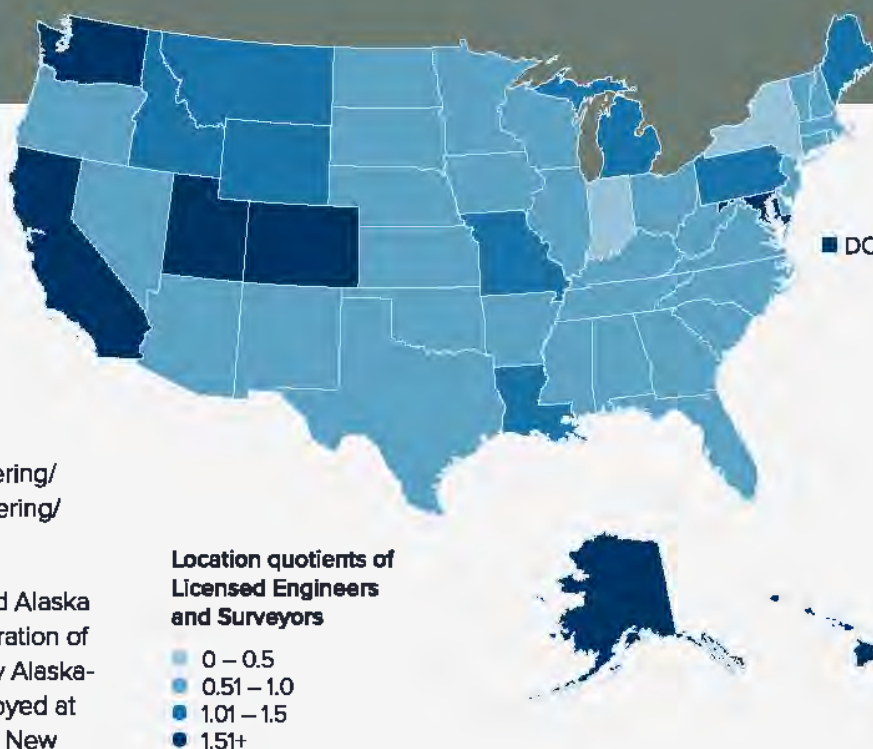 ering/
ering/
d Alaska
ration of
y Alaska-
oyed at
New
Location quotients of
Licensed Engineers
and Surveyors
0 – 0.5
0.51 – 1.0
1.01 – 1.5
1.51+
DC